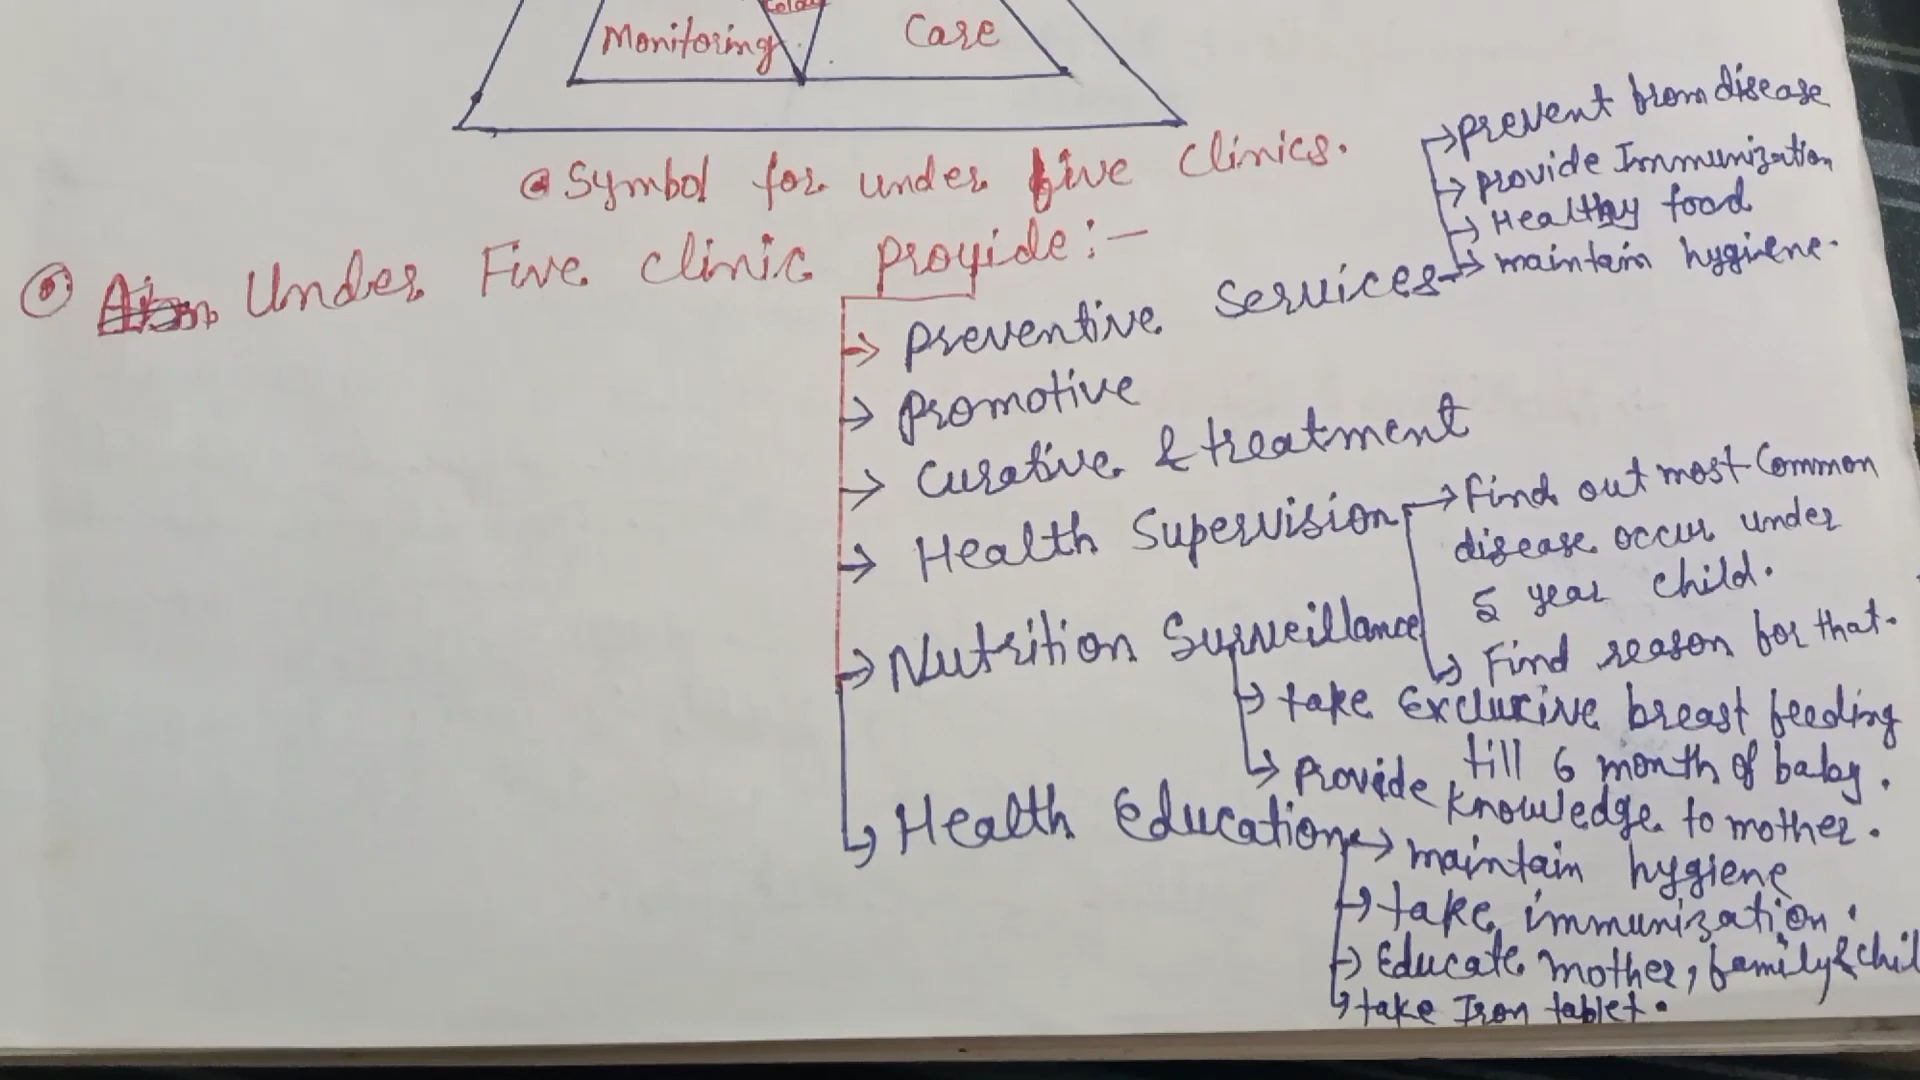 Monitoring
Care
Symbol for under five clinics.
Under Five clinic provide:-
→ preventive services
→ prevent from disease
→ provide Immunization
→ Healthy food
→ maintain hygiene.
→ promotive
→ Curative & treatment
→ Health Supervision
→ Find out most Common
disease occur under
5 year child.
→ Find reason for that.
→ Nutrition Surveillance
→ take Exclusive breast feeding
till 6 month of baby.
→ Provide knowledge to mother.
→ Health Education
→ maintain hygiene
→ take immunization.
→ Educate mother, family & chil
→ take Iron tablet.